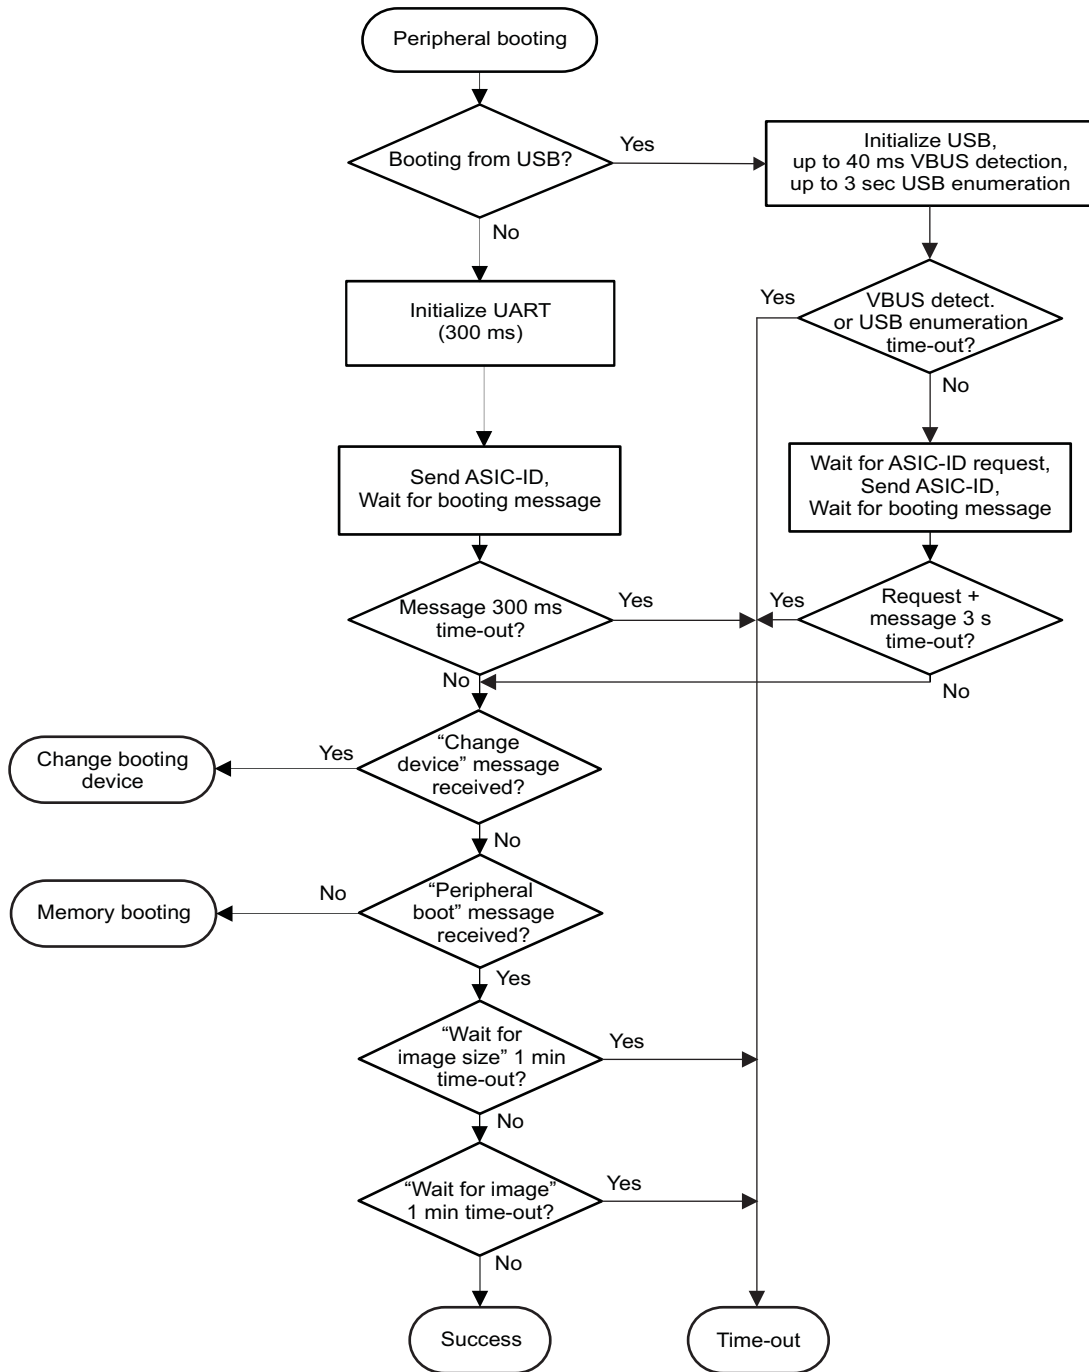 Peripheral booting
Booting from USB?
Yes
Initialize USB,
up to 40 ms VBUS detection,
up to 3 sec USB enumeration
No
Initialize UART
(300 ms)
Yes
VBUS detect.
or USB enumeration
time-out?
No
Send ASIC-ID,
Wait for booting message
Wait for ASIC-ID request,
Send ASIC-ID,
Wait for booting message
Message 300 ms
time-out?
Yes
Yes
Request +
message 3 s
time-out?
No
No
“Change
device” message
received?
Yes
Change booting
device
No
“Peripheral
boot” message
received?
No
Memory booting
Yes
“Wait for
image size” 1 min
time-out?
Yes
No
“Wait for image”
1 min time-out?
Yes
No
Success
Time-out